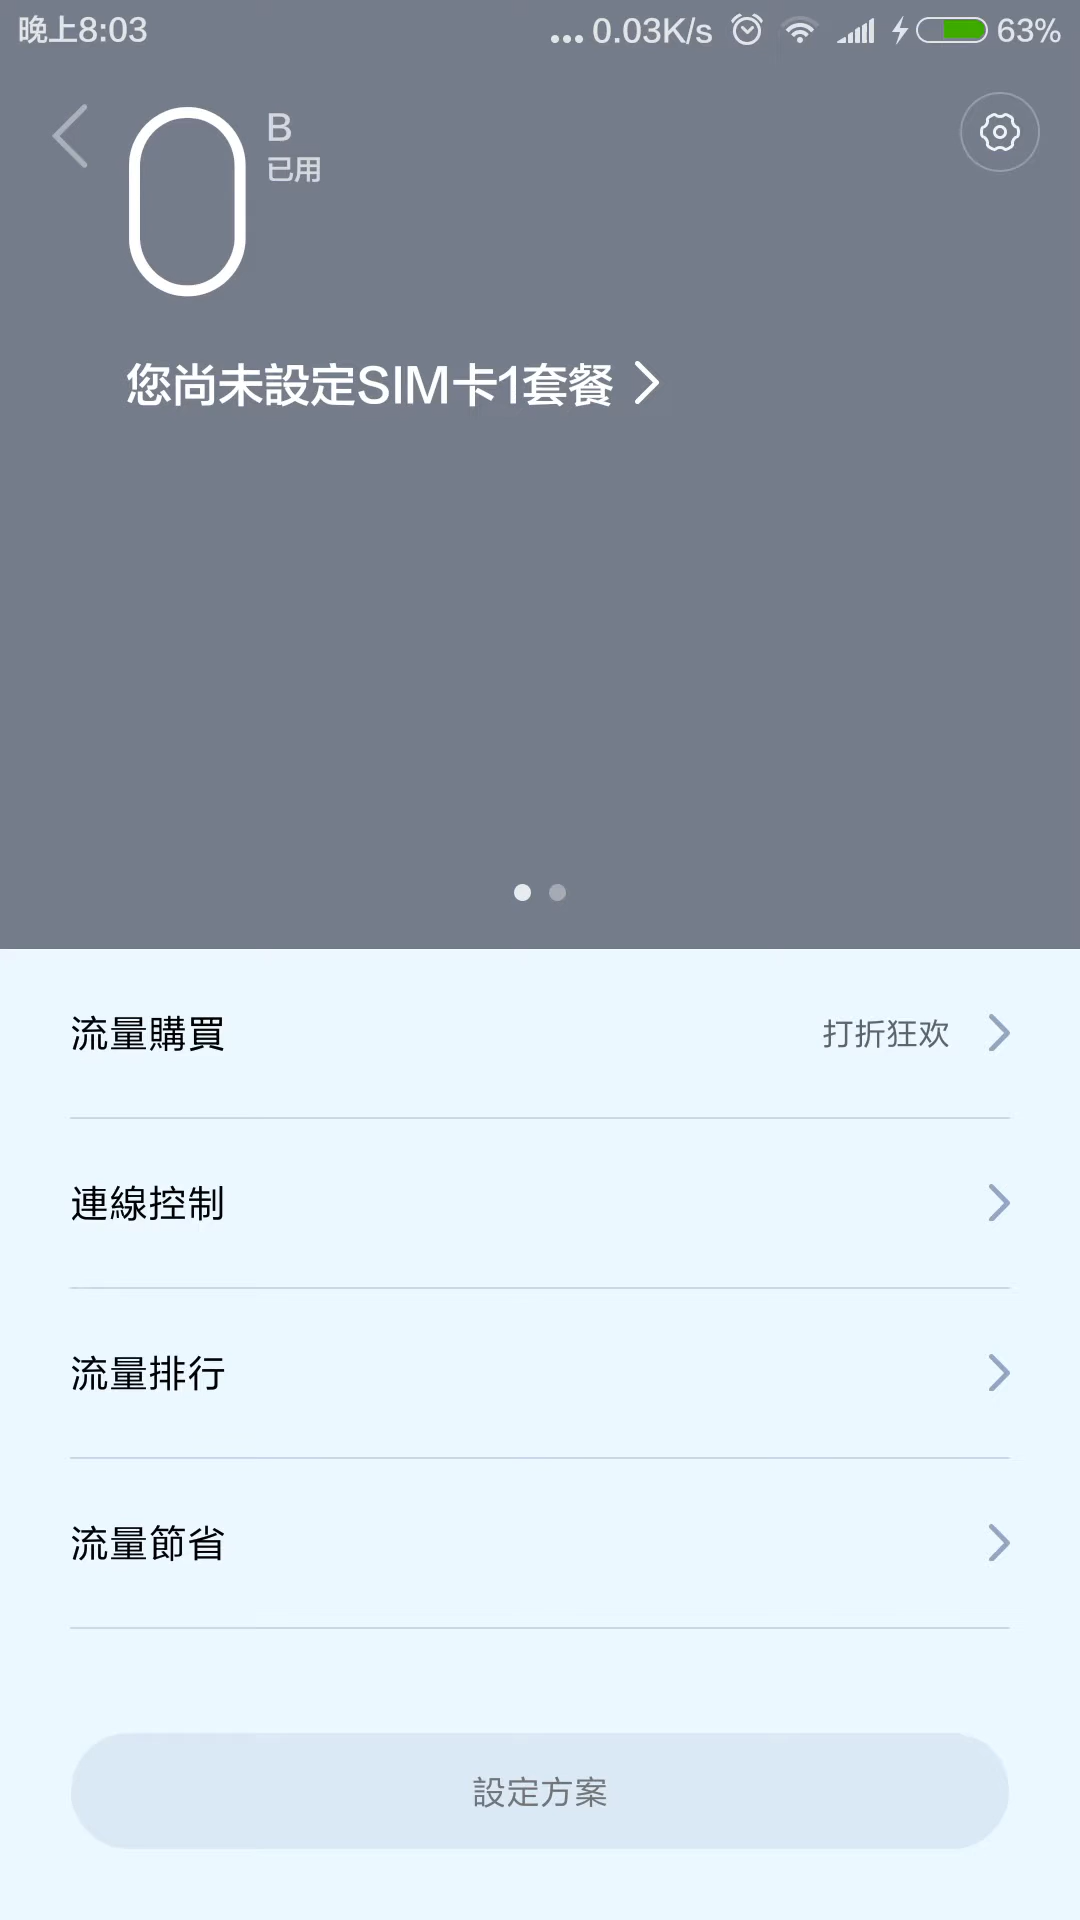 晚上8:03
... 0.03K/s
63%
0
B
已用
您尚未設定SIM卡1套餐
流量購買
打折狂欢
連線控制
流量排行
流量節省
設定方案